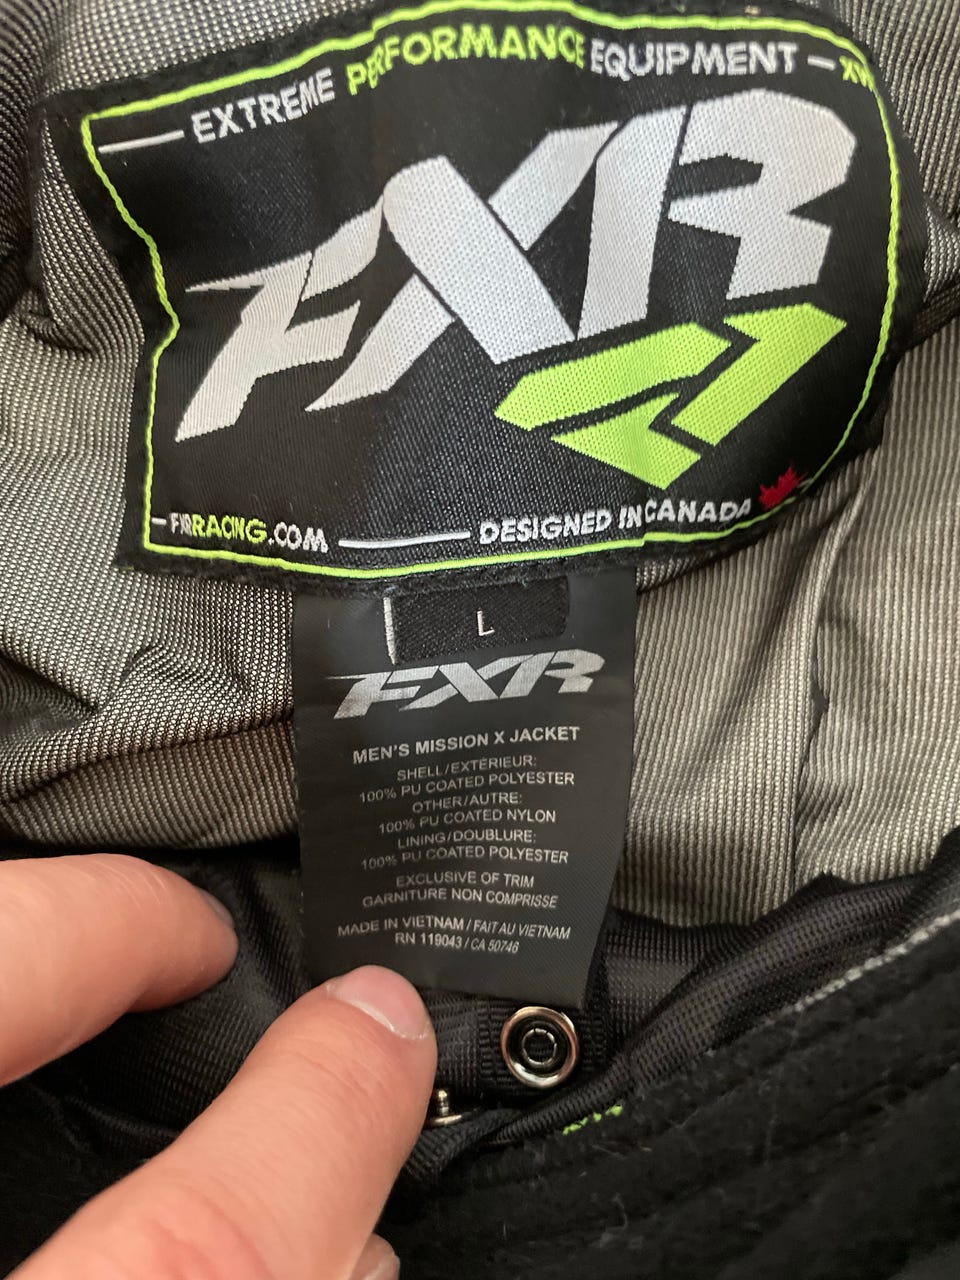 EXTREME PERFORMANCE EQUIPMENT
FXR
FXRRACING.COM DESIGNED IN CANADA
L
FXR
MEN'S MISSION X JACKET
SHELL/EXTÉRIEUR:
100% PU COATED POLYESTER
OTHER/AUTRE:
100% PU COATED NYLON
LINING/DOUBLURE:
100% PU COATED POLYESTER
EXCLUSIVE OF TRIM
GARNITURE NON COMPRISSE
MADE IN VIETNAM / FAIT AU VIETNAM
RN 119043 / CA 50746